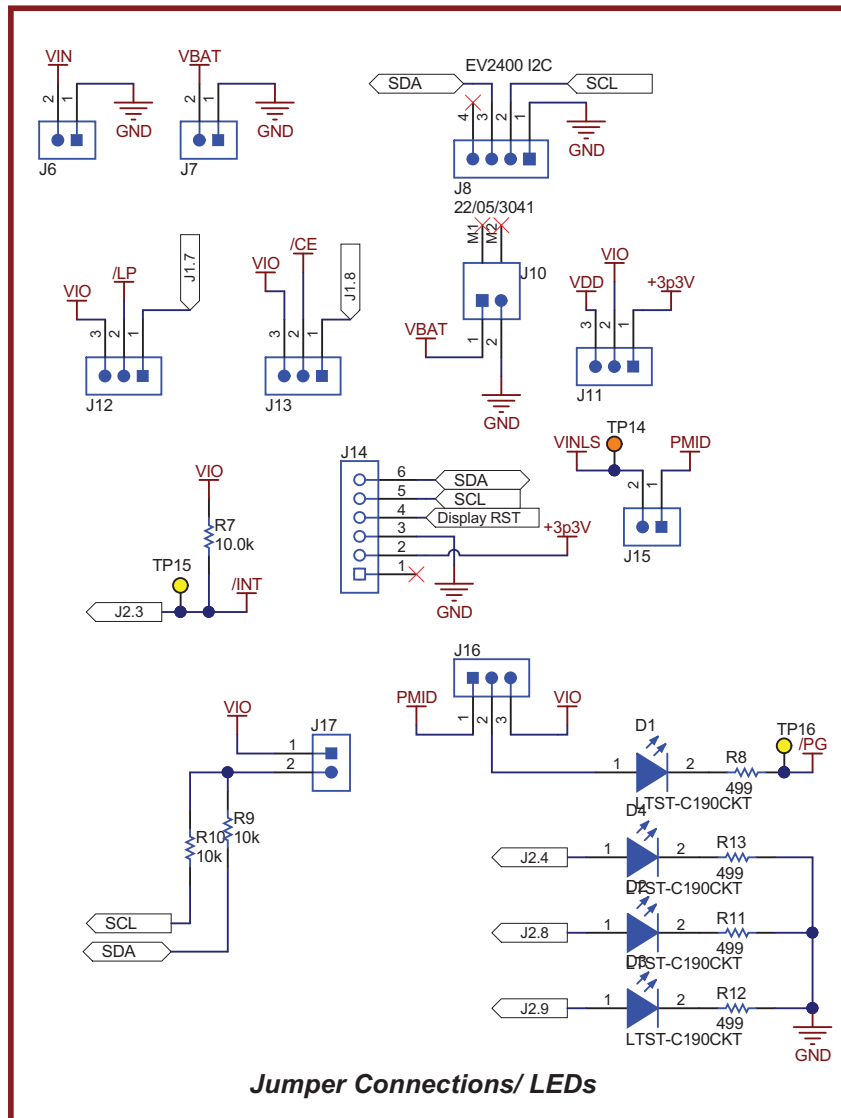 VIN
2
1
GND
J6
VBAT
2
1
GND
J7
EV2400 I2C
SDA
SCL
4
3
2
1
GND
J8
22/05/3041
M1
M2
J10
VBAT
1
2
GND
VIO
/LP
J1.7
3
2
1
J12
VIO
/CE
J1.8
3
2
1
J13
VDD
VIO
+3p3V
3
2
1
J11
TP14
VINLS
PMID
2
1
J15
J14
6
SDA
5
SCL
4
Display RST
3
2
+3p3V
1
GND
VIO
R7
10.0k
TP15
/INT
J2.3
J16
PMID
1
2
3
VIO
VIO
J17
1
2
R9
10k
R10
10k
SCL
SDA
D1
TP16
/PG
1
2
R8
499
LTST-C190CKT
D4
J2.4
1
2
R13
499
LTST-C190CKT
D2
J2.8
1
2
R11
499
LTST-C190CKT
D3
J2.9
1
2
R12
499
LTST-C190CKT
GND
Jumper Connections/ LEDs